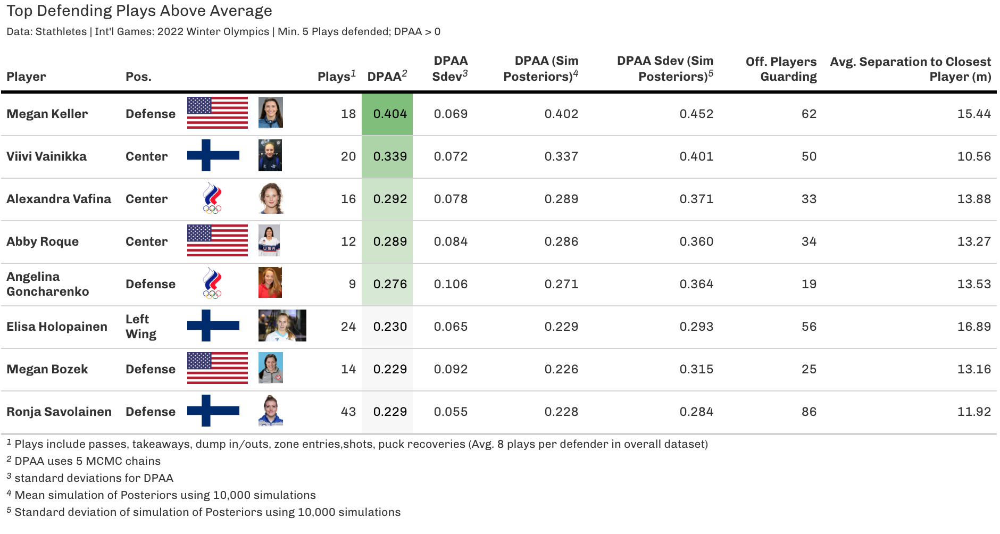 Top Defending Plays Above Average
Data: Stathletes | Int'l Games: 2022 Winter Olympics | Min. 5 Plays defended; DPAA > 0
Player Pos. Plays1 DPAA2 DPAA Sdev3 DPAA (Sim Posteriors)4 DPAA Sdev (Sim Posteriors)5 Off. Players Guarding Avg. Separation to Closest Player (m)
Megan Keller Defense 18 0.404 0.069 0.402 0.452 62 15.44
Viivi Vainikka Center 20 0.339 0.072 0.337 0.401 50 10.56
Alexandra Vafina Center 16 0.292 0.078 0.289 0.371 33 13.88
Abby Roque Center USA 12 0.289 0.084 0.286 0.360 34 13.27
Angelina Goncharenko Defense 9 0.276 0.106 0.271 0.364 19 13.53
Elisa Holopainen Left Wing 24 0.230 0.065 0.229 0.293 56 16.89
Megan Bozek Defense 14 0.229 0.092 0.226 0.315 25 13.16
Ronja Savolainen Defense 43 0.229 0.055 0.228 0.284 86 11.92
1 Plays include passes, takeaways, dump in/outs, zone entries,shots, puck recoveries (Avg. 8 plays per defender in overall dataset)
2 DPAA uses 5 MCMC chains
3 standard deviations for DPAA
4 Mean simulation of Posteriors using 10,000 simulations
5 Standard deviation of simulation of Posteriors using 10,000 simulations